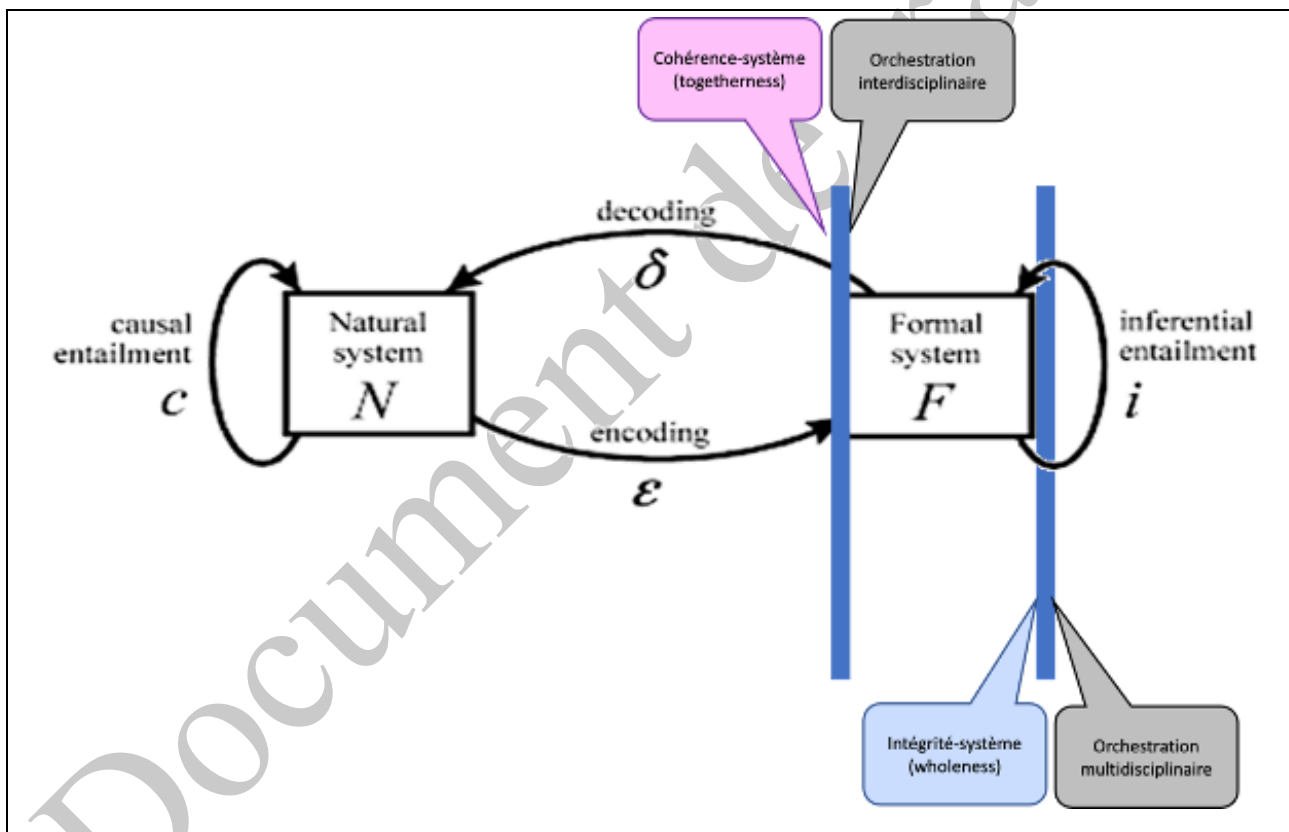 Cohérence-système
(togetherness)
Orchestration
interdisciplinaire
decoding
δ
causal
entailment
c
Natural
system
N
Formal
system
F
inferential
entailment
i
encoding
ε
Intégrité-système
(wholeness)
Orchestration
multidisciplinaire
Document de